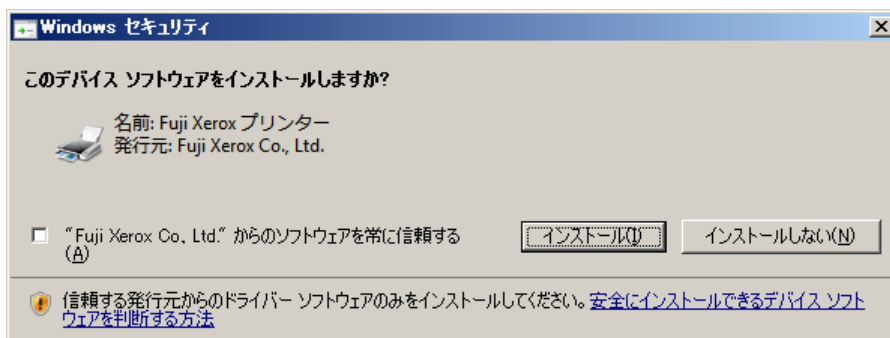 Windows セキュリティ
このデバイス ソフトウェアをインストールしますか?
名前: Fuji Xerox プリンター
発行元: Fuji Xerox Co., Ltd.
"Fuji Xerox Co., Ltd." からのソフトウェアを常に信頼する
(A)
インストール(I)
インストールしない(N)
信頼する発行元からのドライバー ソフトウェアのみをインストールしてください。安全にインストールできるデバイス ソフト
ウェアを判断する方法